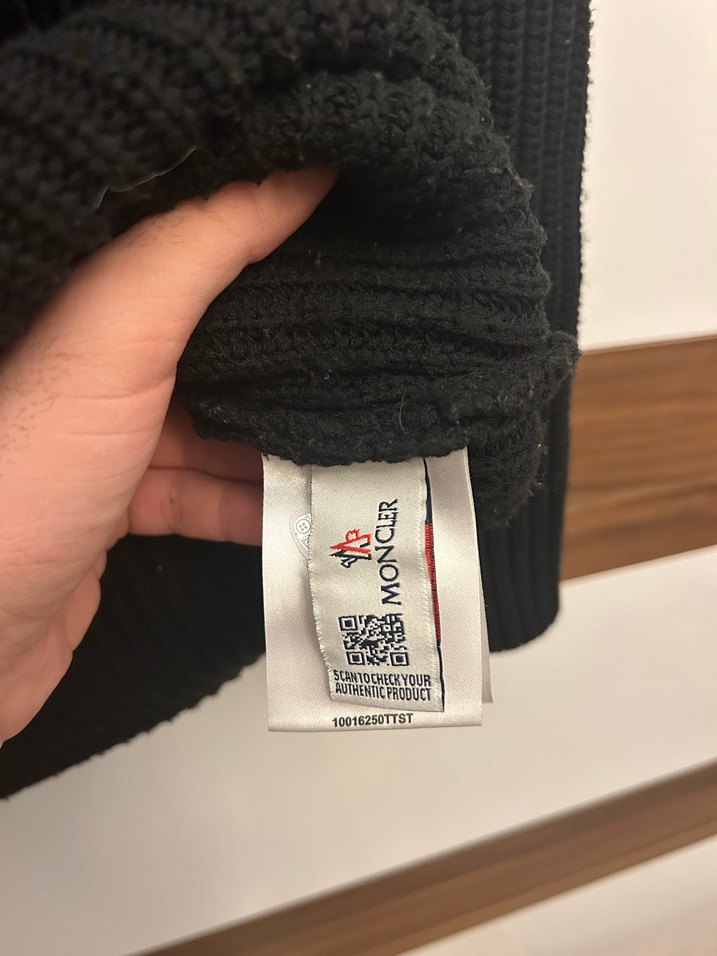 MONCLER
SCAN TO CHECK YOUR
AUTHENTIC PRODUCT
10016250TTST